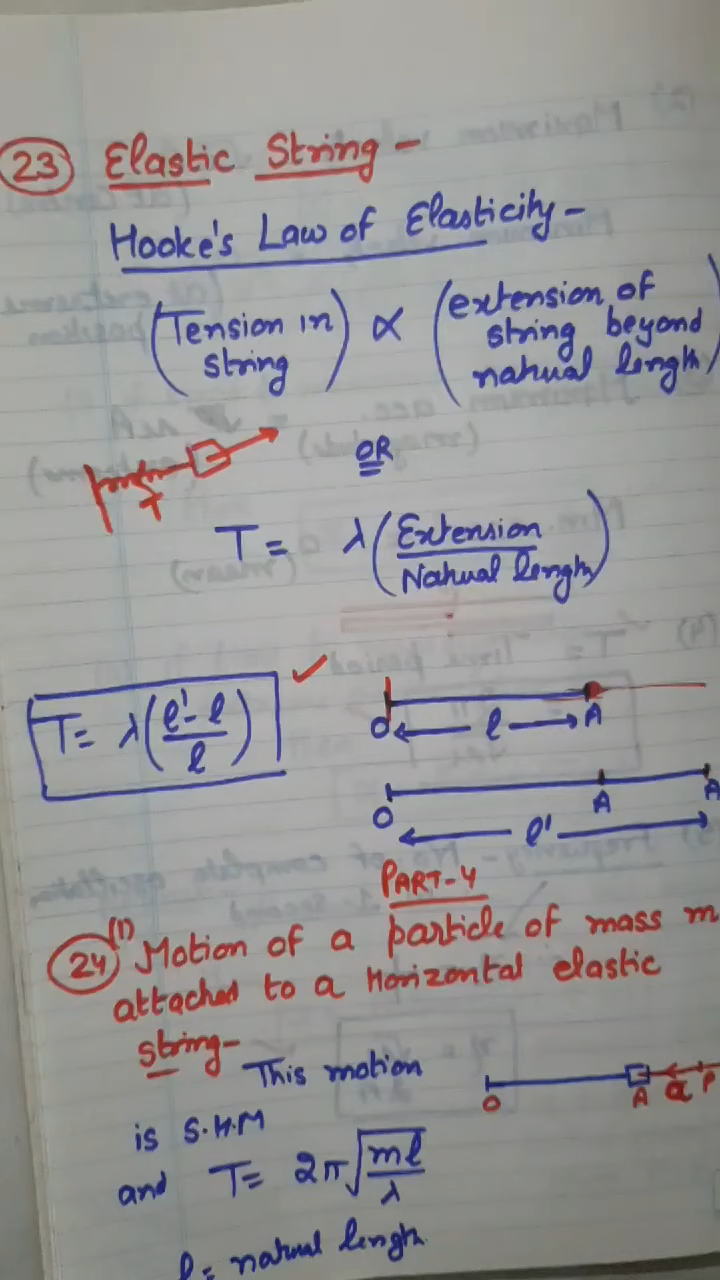 23 Elastic String -
Hooke's Law of Elasticity -
(Tension in string) ∝ (extension of string beyond natural length)
T
OR
T = λ (Extension / Natural length)
T = λ (l' - l / l) ✓
O l A
O A A
l'
PART-4
24 (1) Motion of a particle of mass m
attached to a Horizontal elastic
string -
This motion
O A a P
is S.H.M
and T = 2π √(ml / λ)
l = natural length